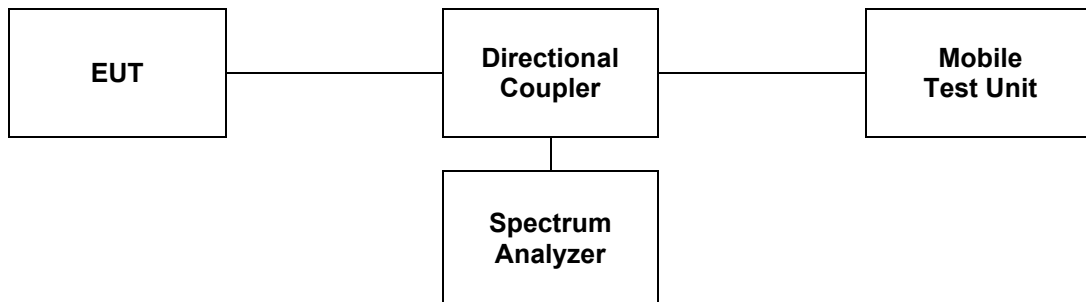 EUT
Directional
Coupler
Mobile
Test Unit
Spectrum
Analyzer